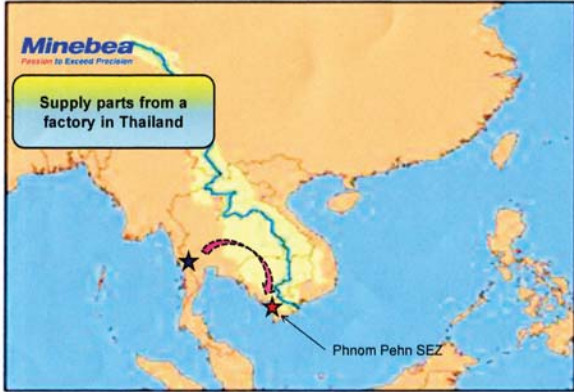 Minebea
Passion to Exceed Precision
Supply parts from a
factory in Thailand
Phnom Pehn SEZ